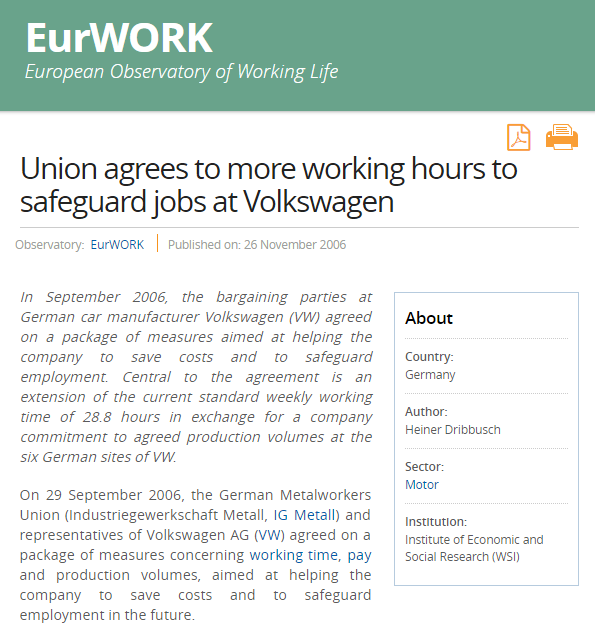 EurWORK
European Observatory of Working Life
Union agrees to more working hours to
safeguard jobs at Volkswagen
Observatory: EurWORK Published on: 26 November 2006
In September 2006, the bargaining parties at
German car manufacturer Volkswagen (VW) agreed
on a package of measures aimed at helping the
company to save costs and to safeguard
employment. Central to the agreement is an
extension of the current standard weekly working
time of 28.8 hours in exchange for a company
commitment to agreed production volumes at the
six German sites of VW.
On 29 September 2006, the German Metalworkers
Union (Industriegewerkschaft Metall, IG Metall) and
representatives of Volkswagen AG (VW) agreed on a
package of measures concerning working time, pay
and production volumes, aimed at helping the
company to save costs and to safeguard
employment in the future.
About
Country:
Germany
Author:
Heiner Dribbusch
Sector:
Motor
Institution:
Institute of Economic and
Social Research (WSI)